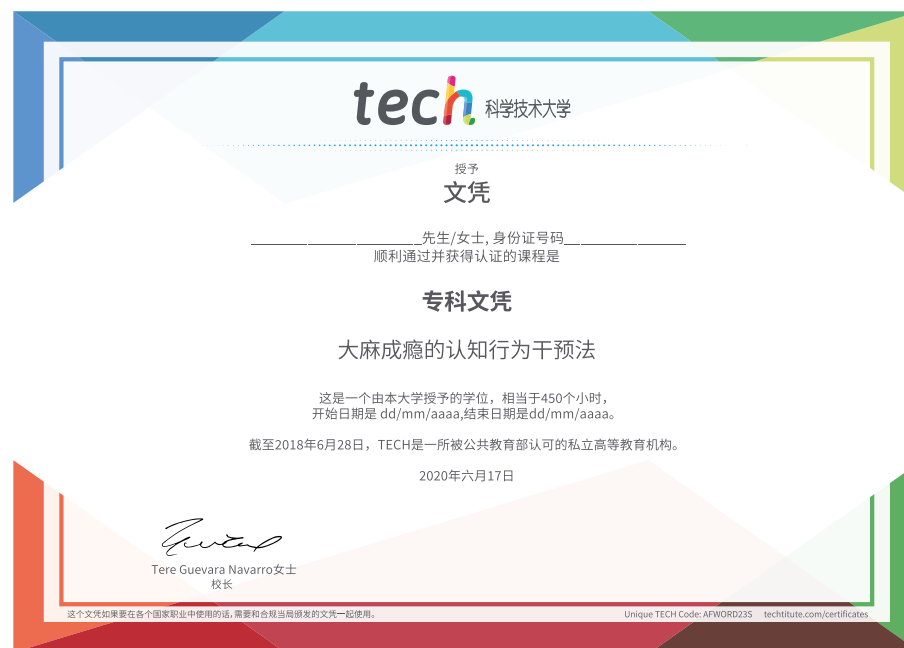 tech 科学技术大学
授予
文凭
______________________先生/女士, 身份证号码________________
顺利通过并获得认证的课程是
专科文凭
大麻成瘾的认知行为干预法
这是一个由本大学授予的学位，相当于450个小时，
开始日期是 dd/mm/aaaa,结束日期是dd/mm/aaaa。
截至2018年6月28日，TECH是一所被公共教育部认可的私立高等教育机构。
2020年六月17日
Tere Guevara Navarro女士
校长
这个文凭如果要在各个国家职业中使用的话,需要和合规当局颁发的文凭一起使用。
Unique TECH Code: AFWORD23S techtitute.com/certificates